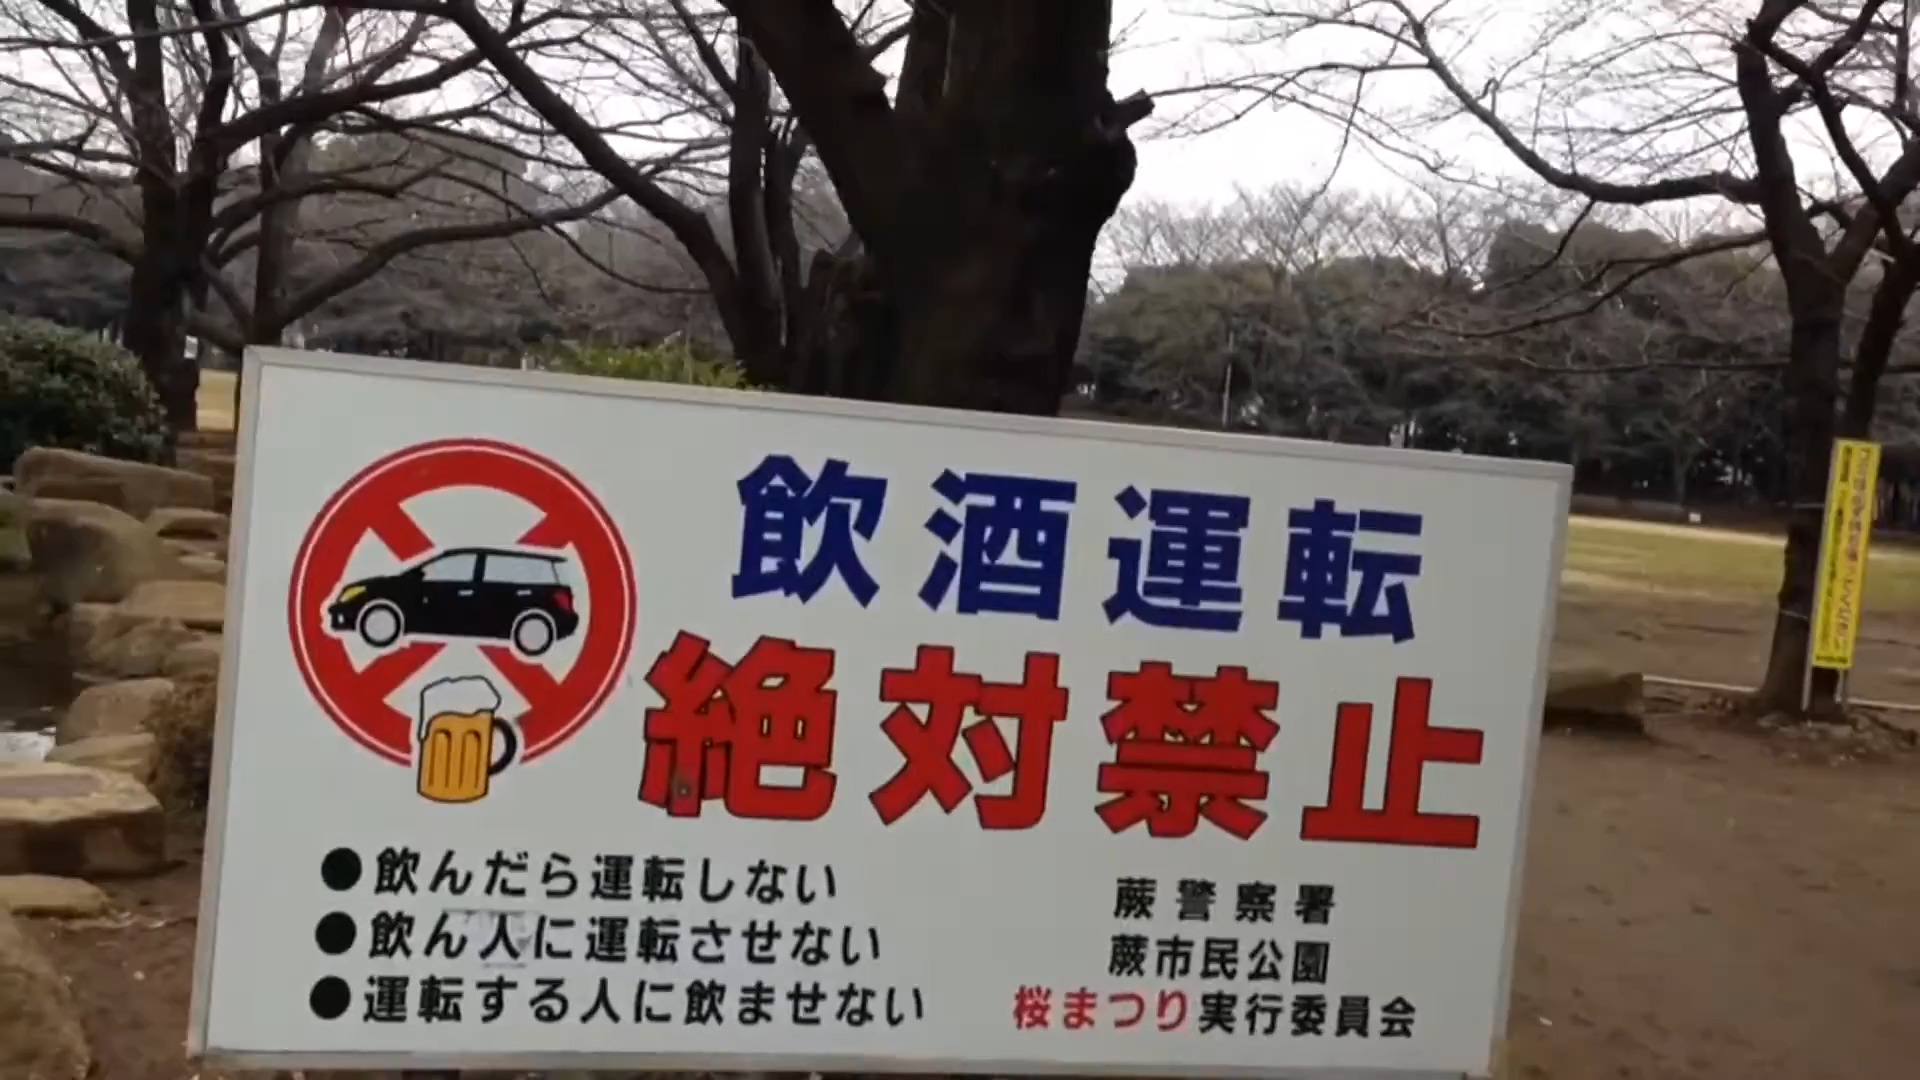 飲酒運転
絶対禁止
●飲んだら運転しない
●飲ん人に運転させない
●運転する人に飲ませない
蕨警察署
蕨市民公園
桜まつり実行委員会